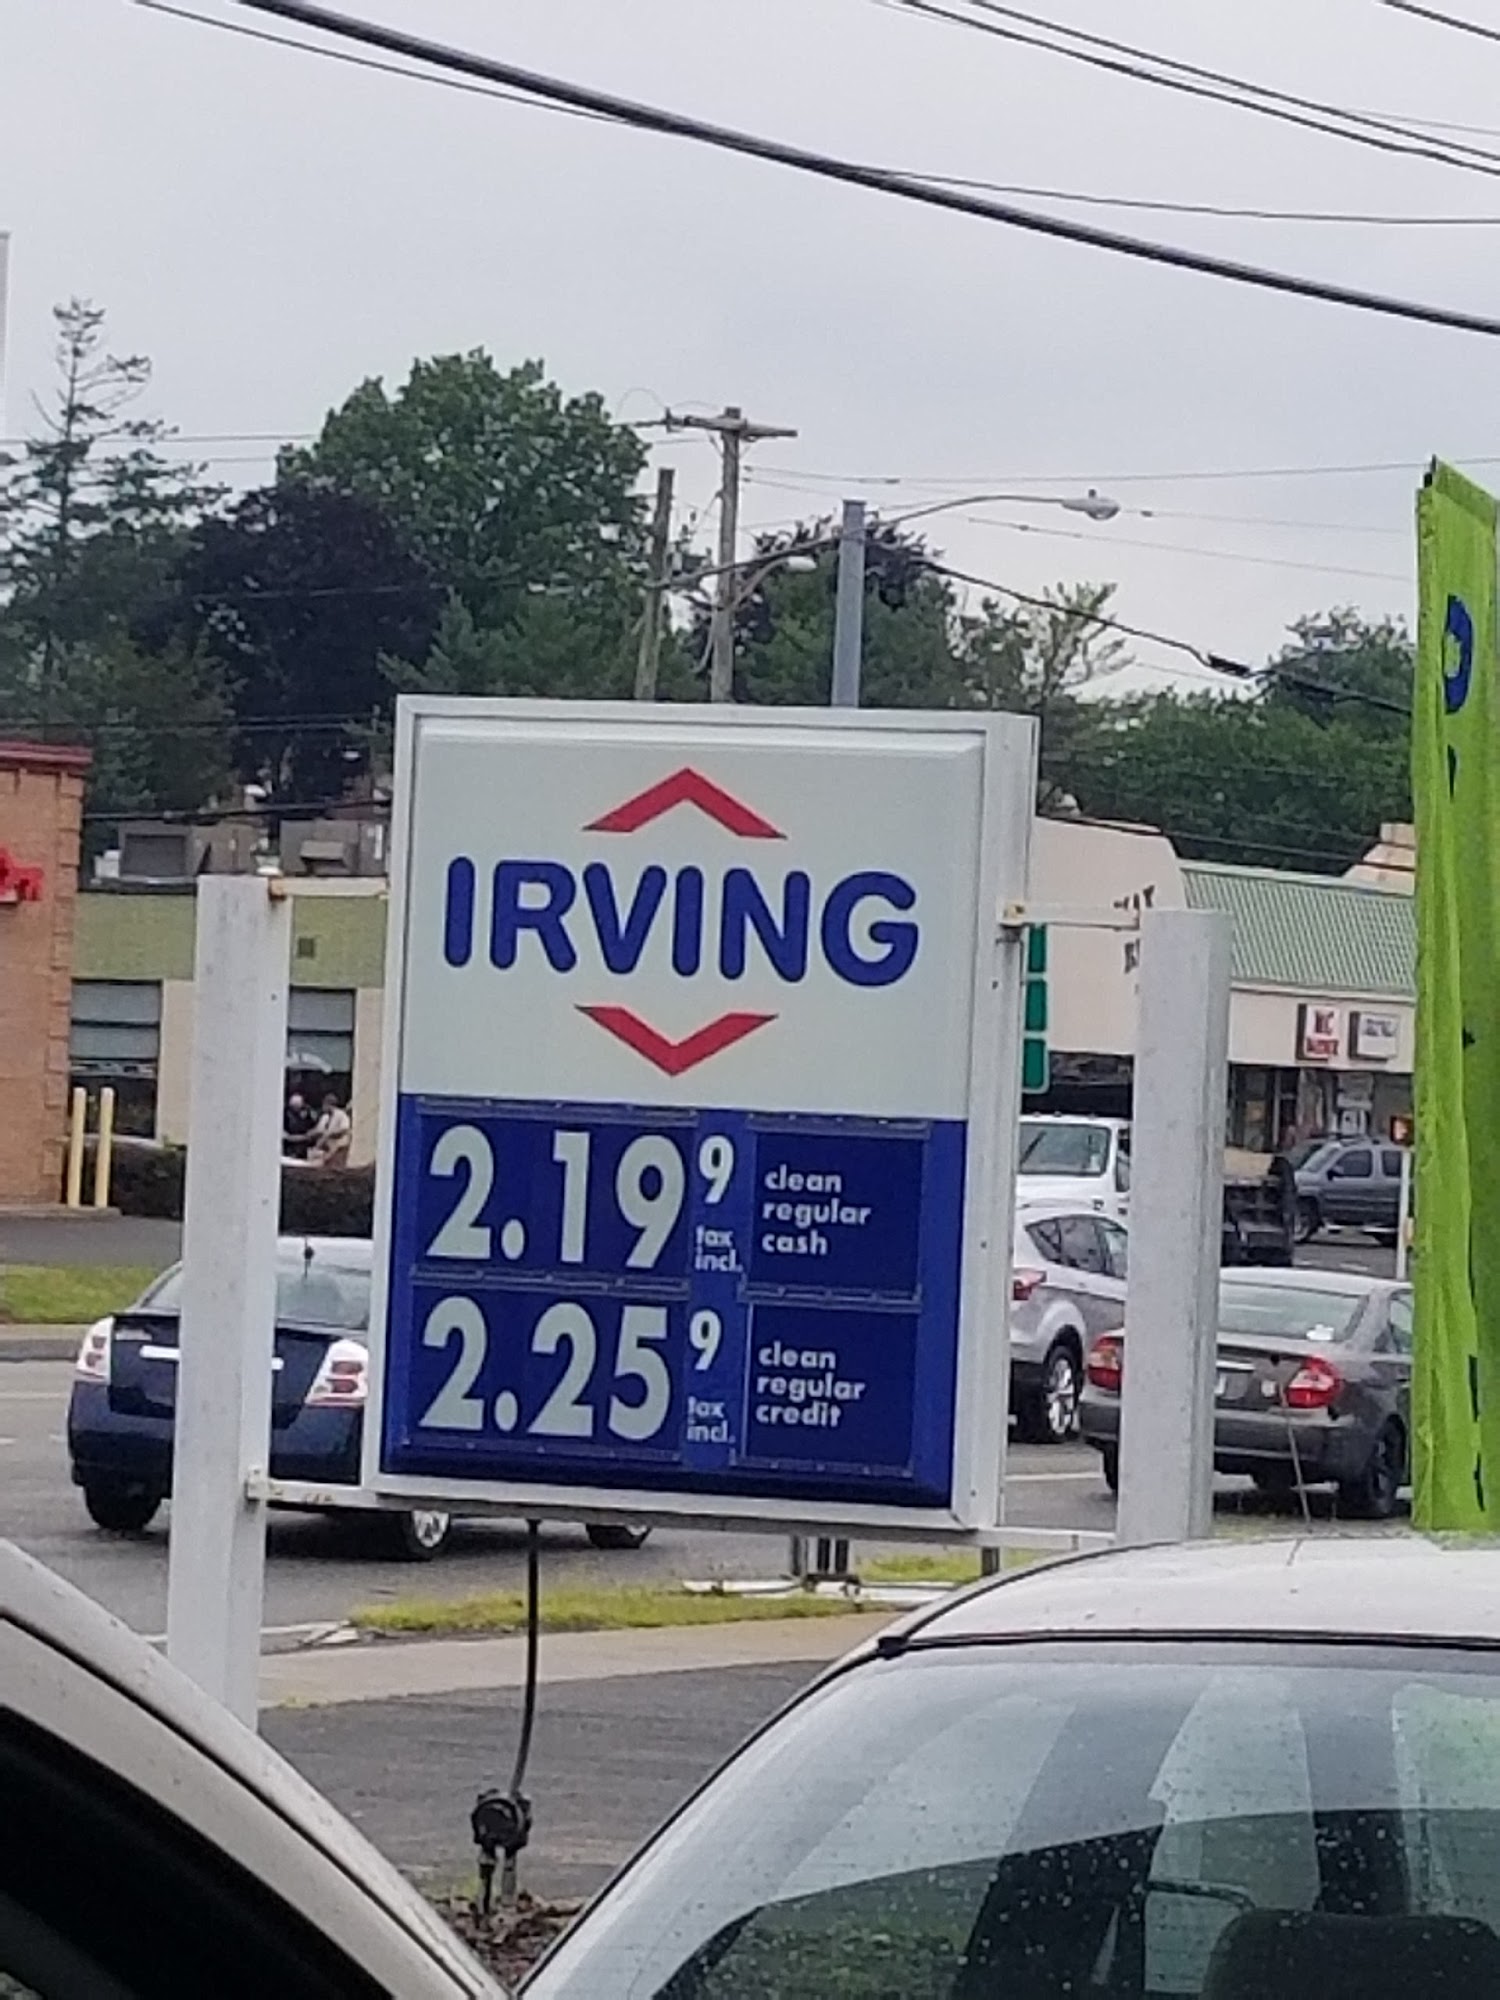 IRVING
2.19 9 tax incl.
clean
regular
cash
2.25 9 tax incl.
clean
regular
credit